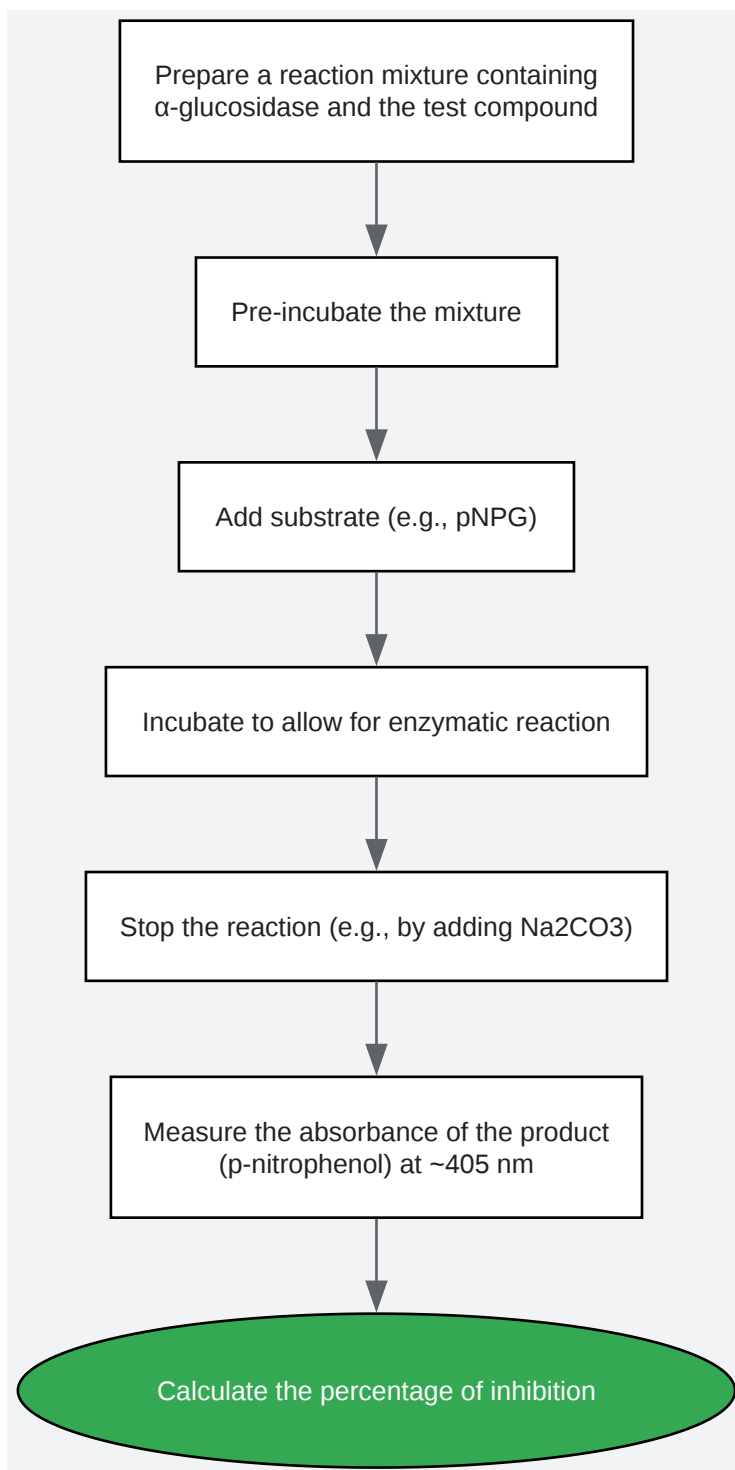 Prepare a reaction mixture containing
α-glucosidase and the test compound
Pre-incubate the mixture
Add substrate (e.g., pNPG)
Incubate to allow for enzymatic reaction
Stop the reaction (e.g., by adding Na2CO3)
Measure the absorbance of the product
(p-nitrophenol) at ~405 nm
Calculate the percentage of inhibition